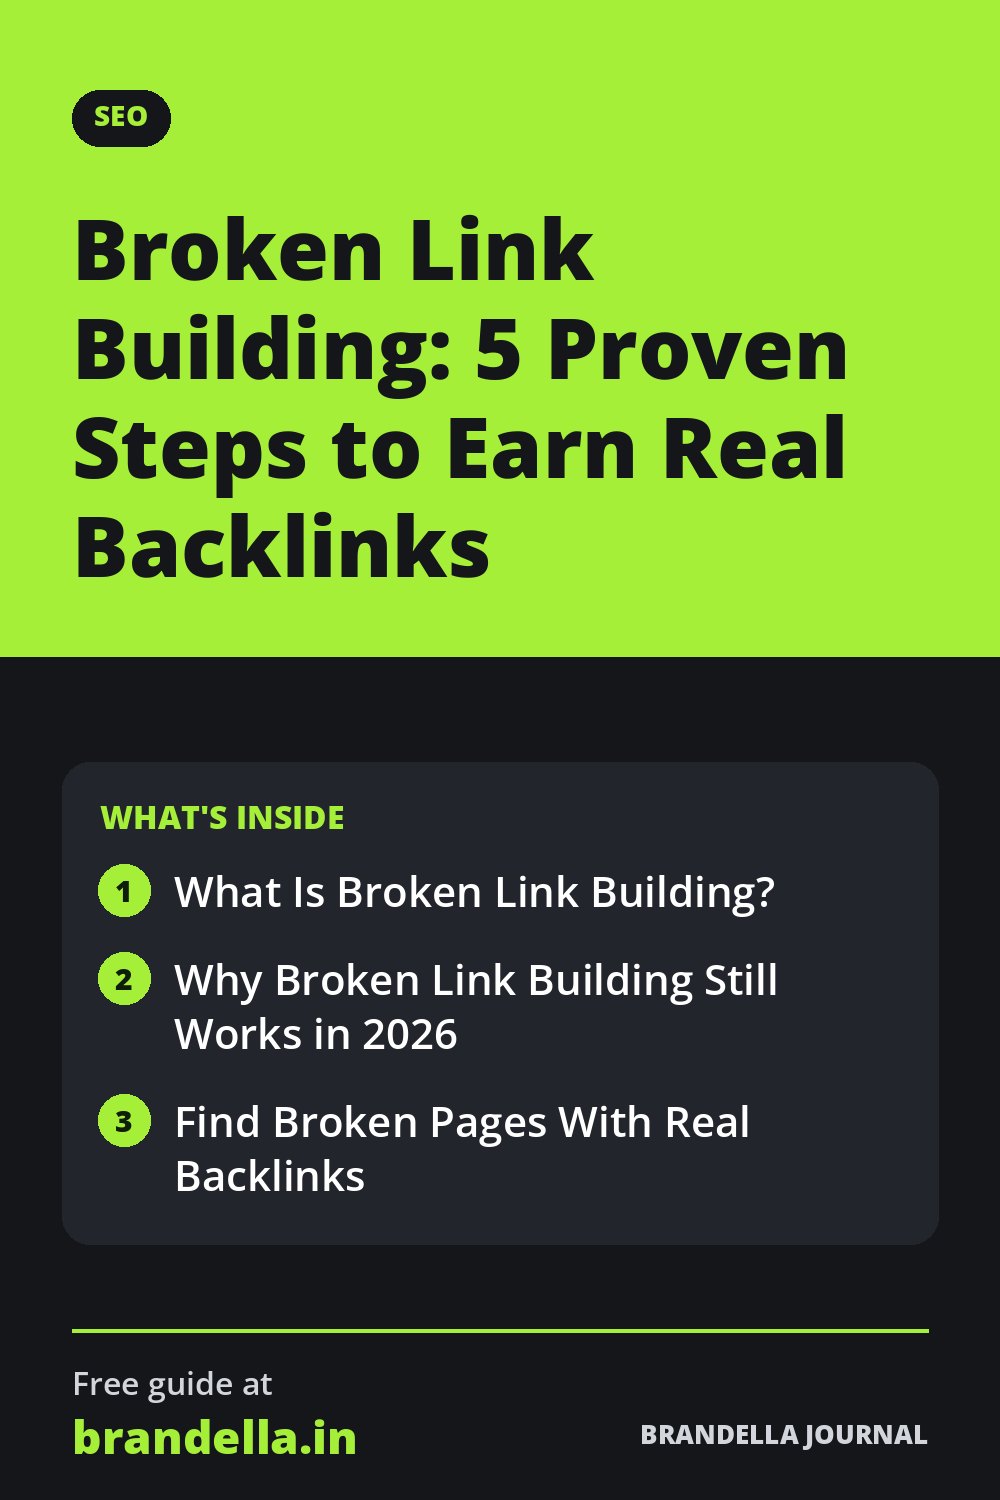 SEO
Broken Link
Building: 5 Proven
Steps to Earn Real
Backlinks
WHAT'S INSIDE
1 What Is Broken Link Building?
2 Why Broken Link Building Still
Works in 2026
3 Find Broken Pages With Real
Backlinks
Free guide at
brandella.in
BRANDELLA JOURNAL